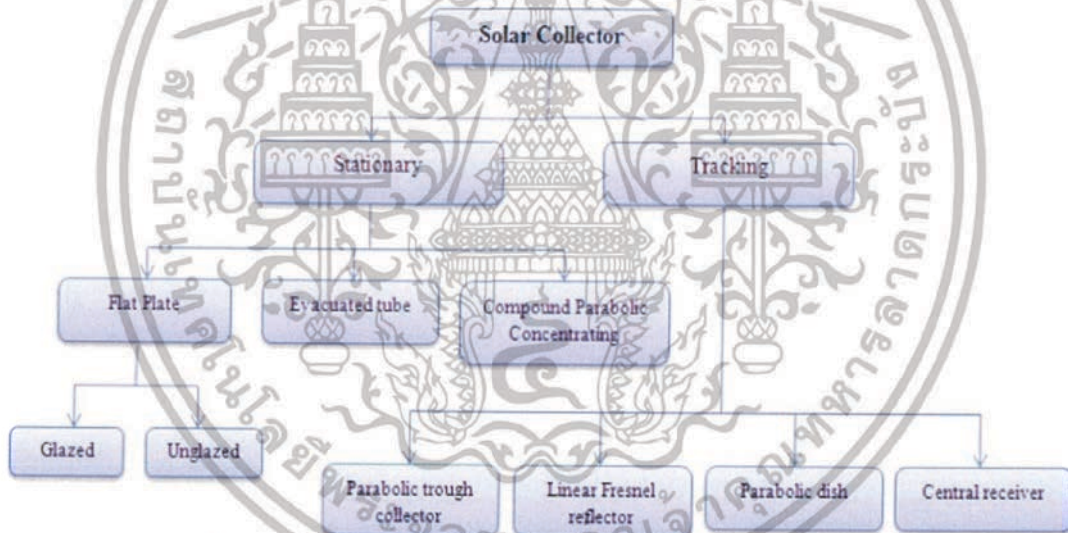 Solar Collector
Stationary
Tracking
Flat Plate
Evacuated tube
Compound Parabolic
Concentrating
Glazed
Unglazed
Parabolic trough
collector
Linear Fresnel
reflector
Parabolic dish
Central receiver